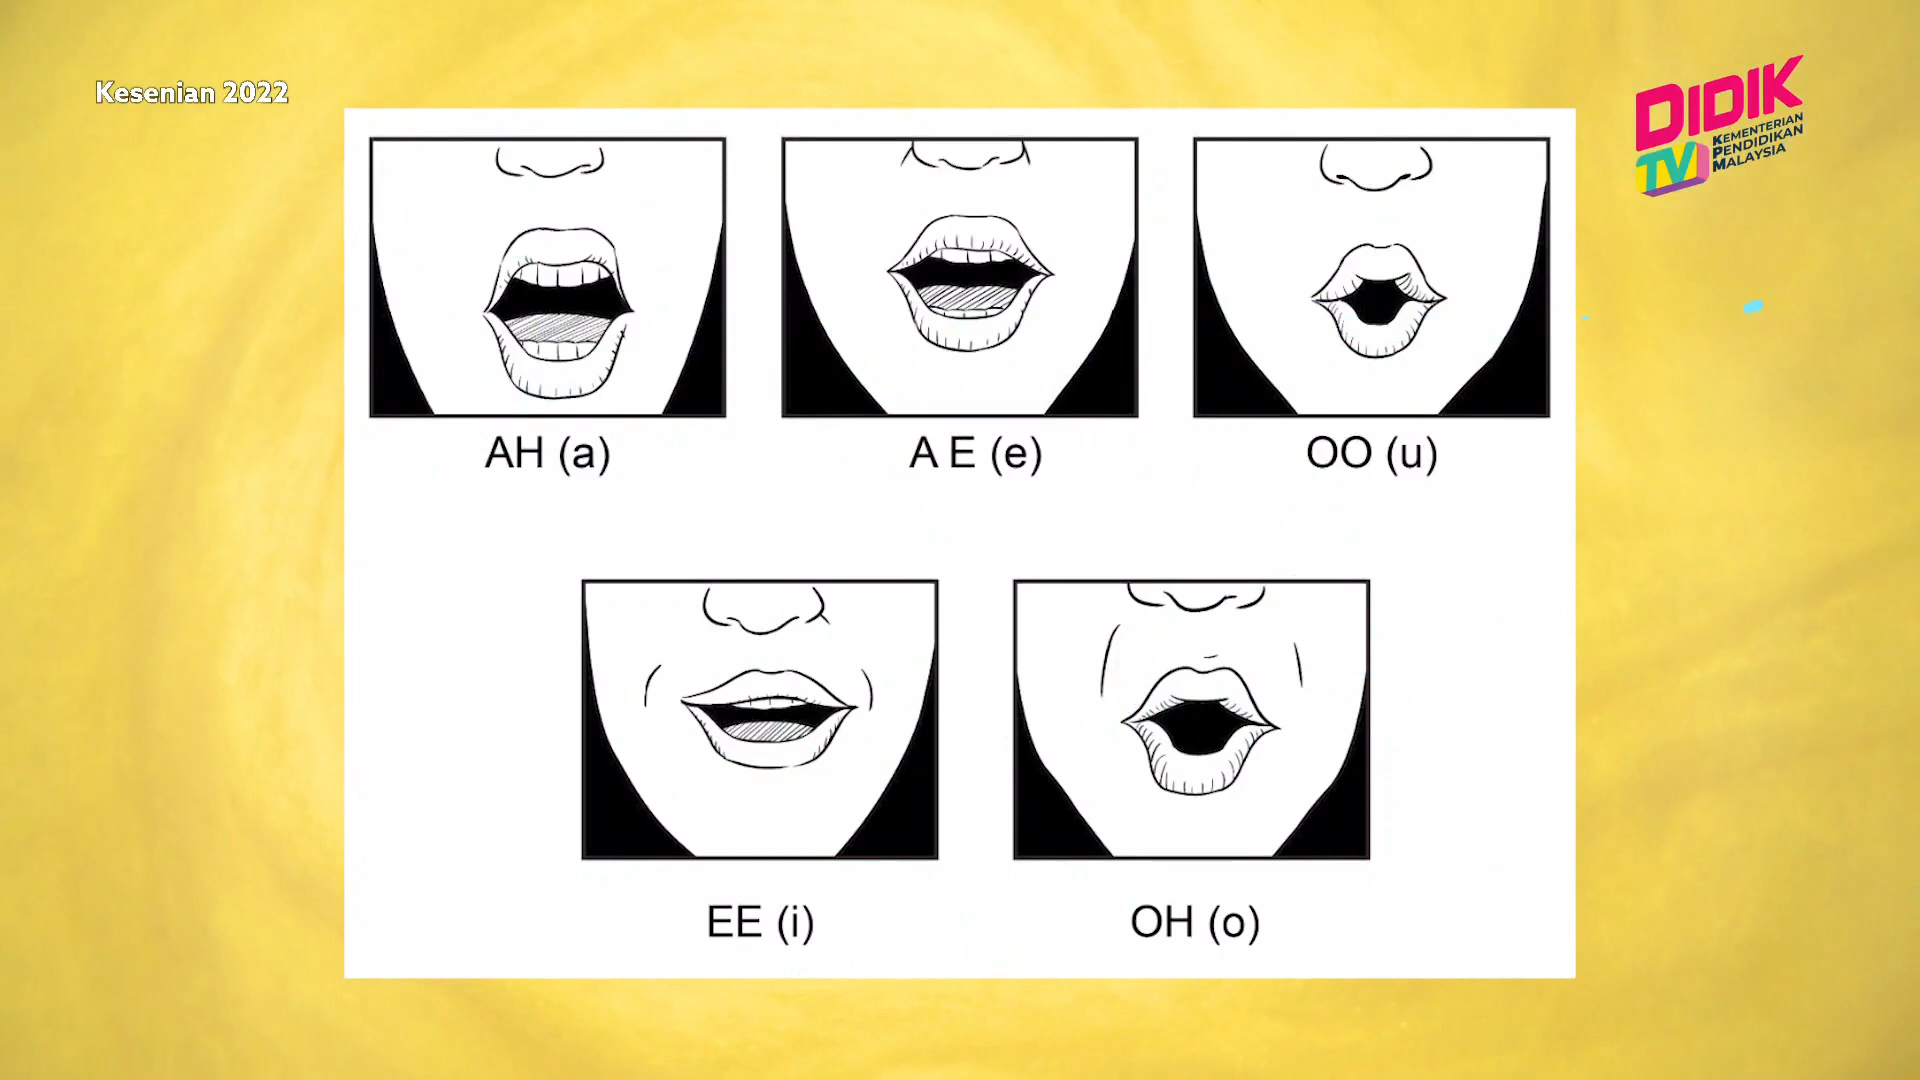 Kesenian 2022
DIDIK
TV
KEMENTERIAN
PENDIDIKAN
MALAYSIA
AH (a)
A E (e)
OO (u)
EE (i)
OH (o)